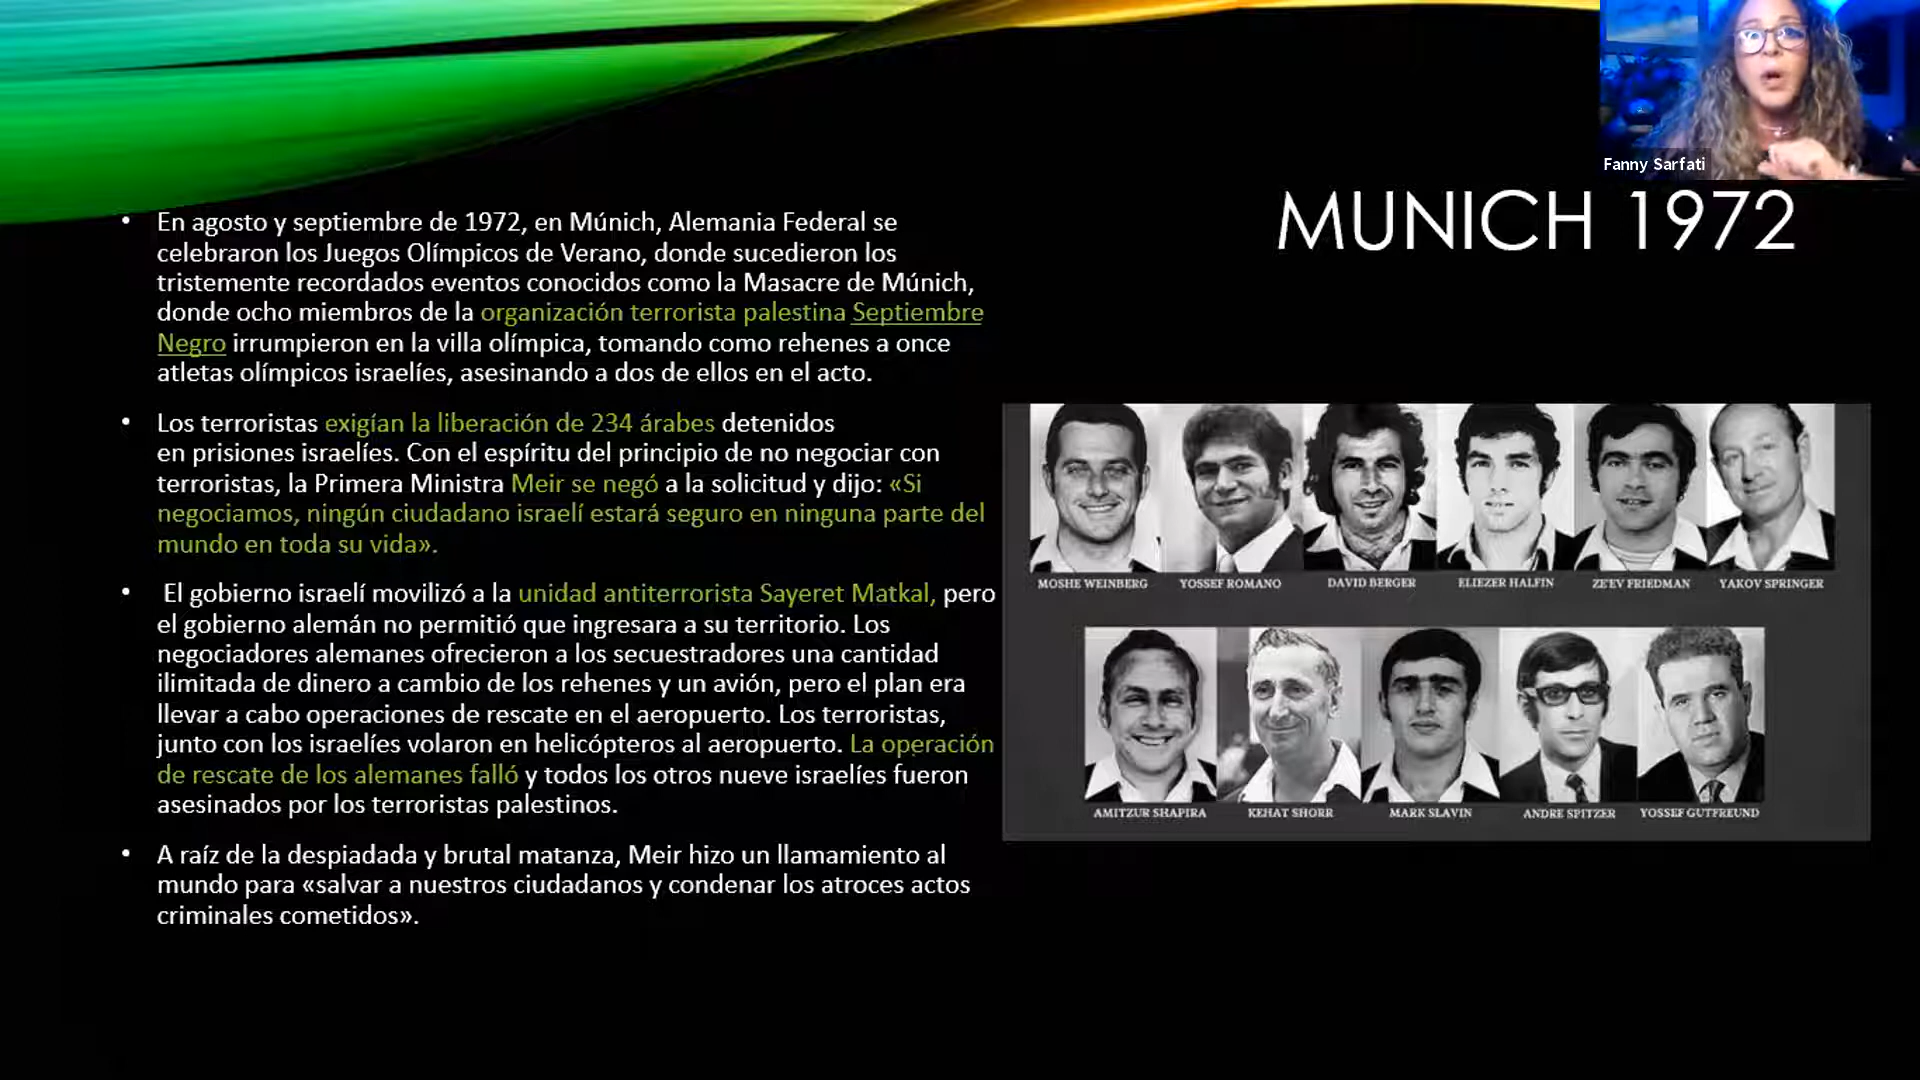 Fanny Sarfati
MUNICH 1972
• En agosto y septiembre de 1972, en Múnich, Alemania Federal se
celebraron los Juegos Olímpicos de Verano, donde sucedieron los
tristemente recordados eventos conocidos como la Masacre de Múnich,
donde ocho miembros de la organización terrorista palestina Septiembre
Negro irrumpieron en la villa olímpica, tomando como rehenes a once
atletas olímpicos israelíes, asesinando a dos de ellos en el acto.
• Los terroristas exigían la liberación de 234 árabes detenidos
en prisiones israelíes. Con el espíritu del principio de no negociar con
terroristas, la Primera Ministra Meir se negó a la solicitud y dijo: «Si
negociamos, ningún ciudadano israelí estará seguro en ninguna parte del
mundo en toda su vida».
• El gobierno israelí movilizó a la unidad antiterrorista Sayeret Matkal, pero
el gobierno alemán no permitió que ingresara a su territorio. Los
negociadores alemanes ofrecieron a los secuestradores una cantidad
ilimitada de dinero a cambio de los rehenes y un avión, pero el plan era
llevar a cabo operaciones de rescate en el aeropuerto. Los terroristas,
junto con los israelíes volaron en helicópteros al aeropuerto. La operación
de rescate de los alemanes falló y todos los otros nueve israelíes fueron
asesinados por los terroristas palestinos.
• A raíz de la despiadada y brutal matanza, Meir hizo un llamamiento al
mundo para «salvar a nuestros ciudadanos y condenar los atroces actos
criminales cometidos».
MOSHE WEINBERG YOSSEF ROMANO DAVID BERGER ELIEZER HALFIN ZE'EV FRIEDMAN YAKOV SPRINGER
AMITZUR SHAPIRA KEHAT SHORR MARK SLAVIN ANDRE SPITZER YOSSEF GUTFREUND